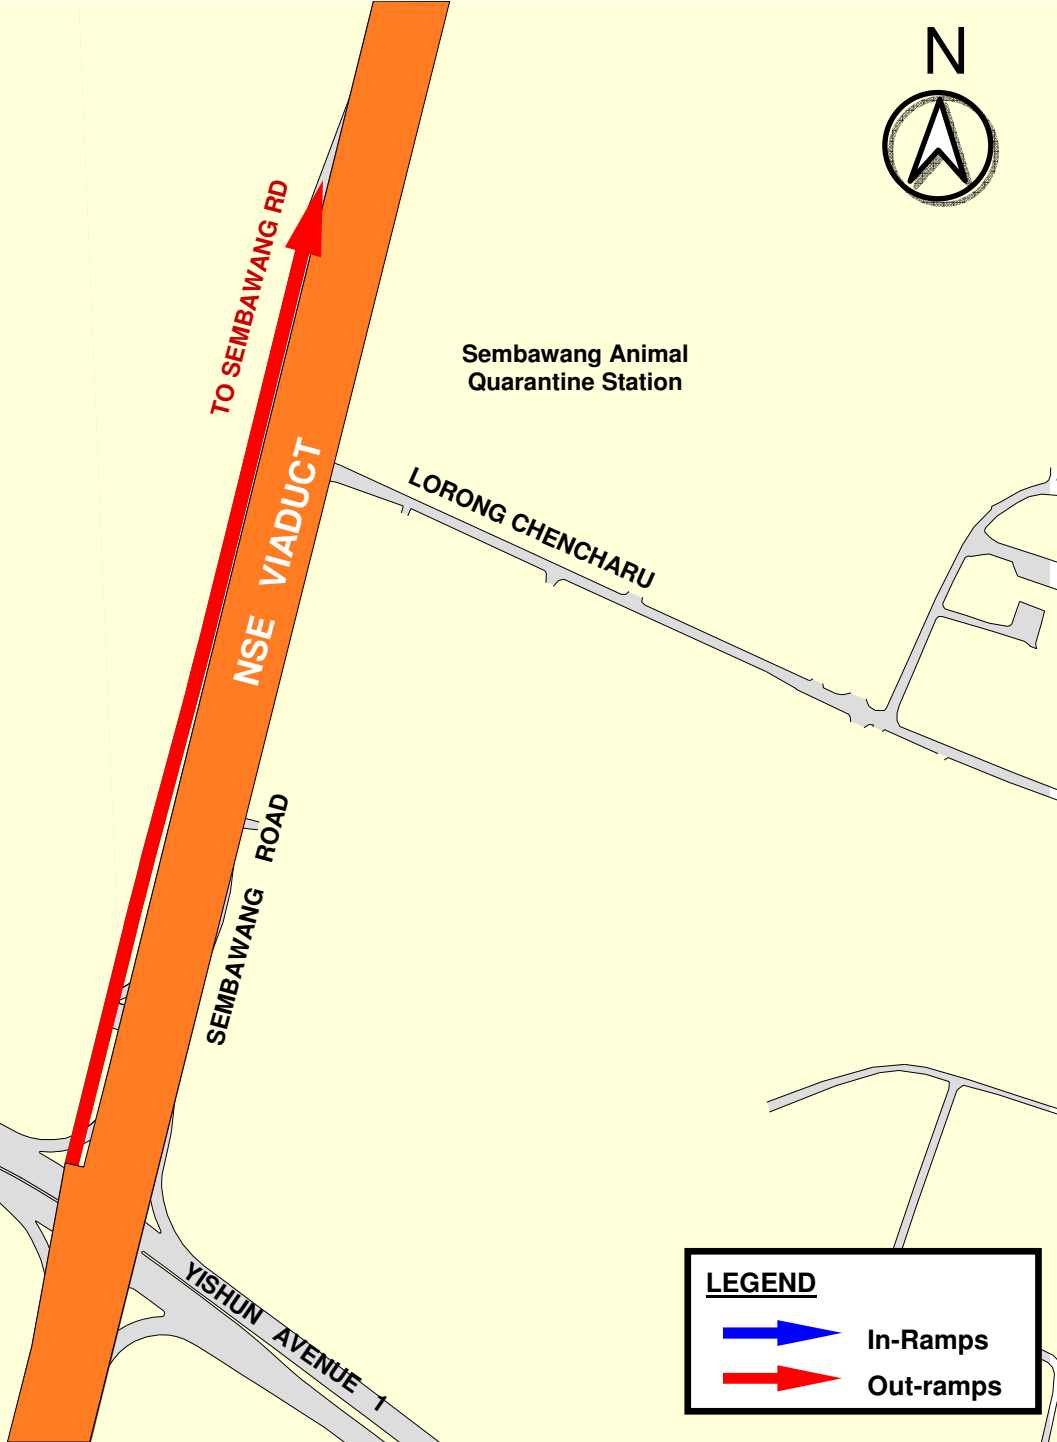 N
TO SEMBAWANG RD
Sembawang Animal
Quarantine Station
NSE VIADUCT
LORONG CHENCHARU
SEMBAWANG ROAD
YISHUN AVENUE 1
LEGEND
In-Ramps
Out-ramps